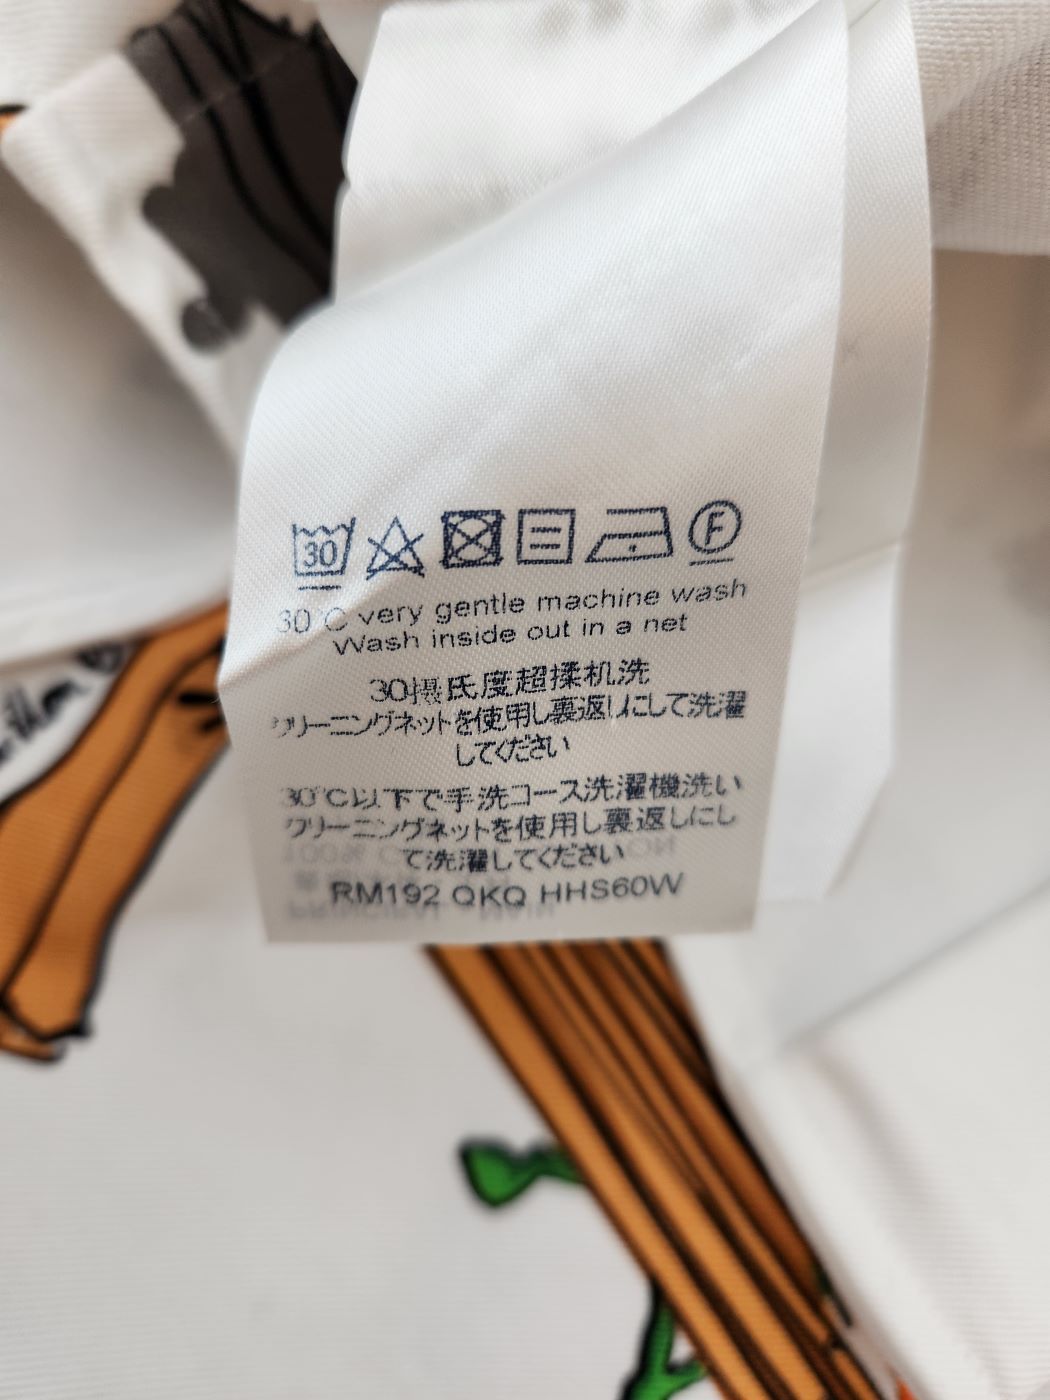 30 F
30°C very gentle machine wash
Wash inside out in a net
30摄氏度超揉机洗
クリーニングネットを使用し裏返しにして洗濯
してください
30°C以下で手洗コース洗濯機洗い
クリーニングネットを使用し裏返しにし
て洗濯してください
RM192 QKQ HHS60W